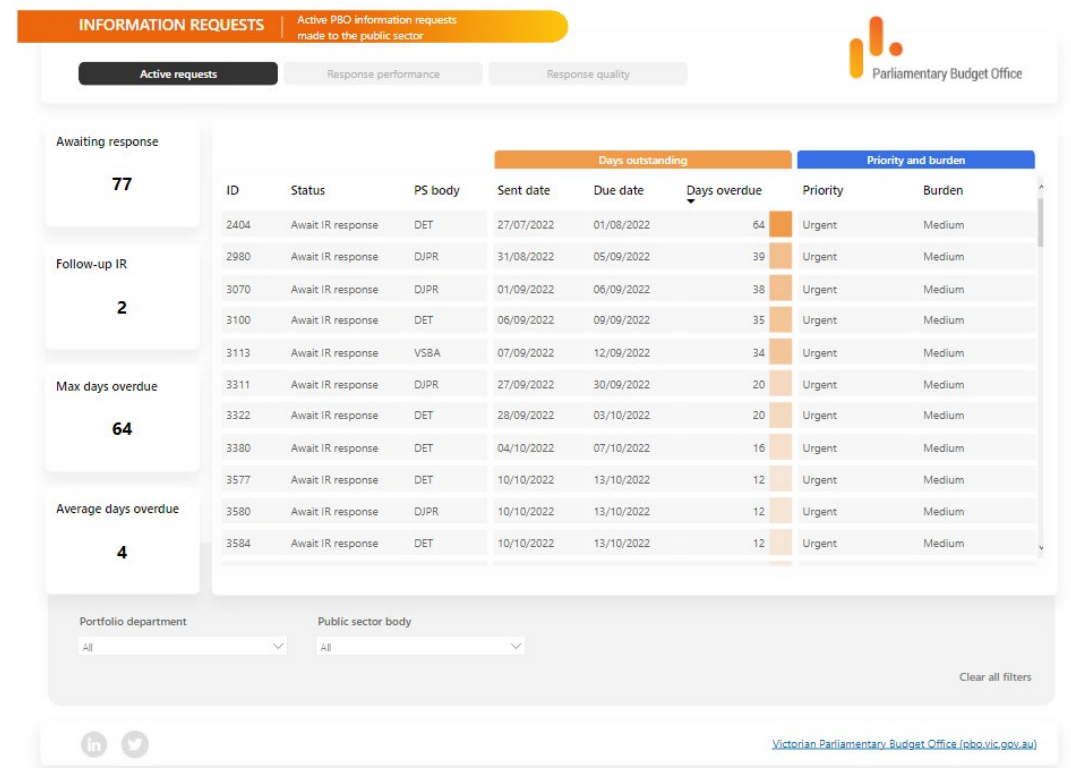 INFORMATION REQUESTS
Active PBO information requests
made to the public sector
Active requests Response performance Response quality
Parliamentary Budget Office
Awaiting response
77
Follow-up IR
2
Max days overdue
64
Average days overdue
4
Days outstanding Priority and burden
ID Status PS body Sent date Due date Days overdue Priority Burden
2404 Await IR response DET 27/07/2022 01/08/2022 64 Urgent Medium
2980 Await IR response DJPR 31/08/2022 05/09/2022 39 Urgent Medium
3070 Await IR response DJPR 01/09/2022 06/09/2022 38 Urgent Medium
3100 Await IR response DET 06/09/2022 09/09/2022 35 Urgent Medium
3113 Await IR response VSBA 07/09/2022 12/09/2022 34 Urgent Medium
3311 Await IR response DJPR 27/09/2022 30/09/2022 20 Urgent Medium
3322 Await IR response DET 28/09/2022 03/10/2022 20 Urgent Medium
3380 Await IR response DET 04/10/2022 07/10/2022 16 Urgent Medium
3577 Await IR response DET 10/10/2022 13/10/2022 12 Urgent Medium
3580 Await IR response DJPR 10/10/2022 13/10/2022 12 Urgent Medium
3584 Await IR response DET 10/10/2022 13/10/2022 12 Urgent Medium
Portfolio department Public sector body
All All
Clear all filters
in
Victorian Parliamentary Budget Office (pbo.vic.gov.au)